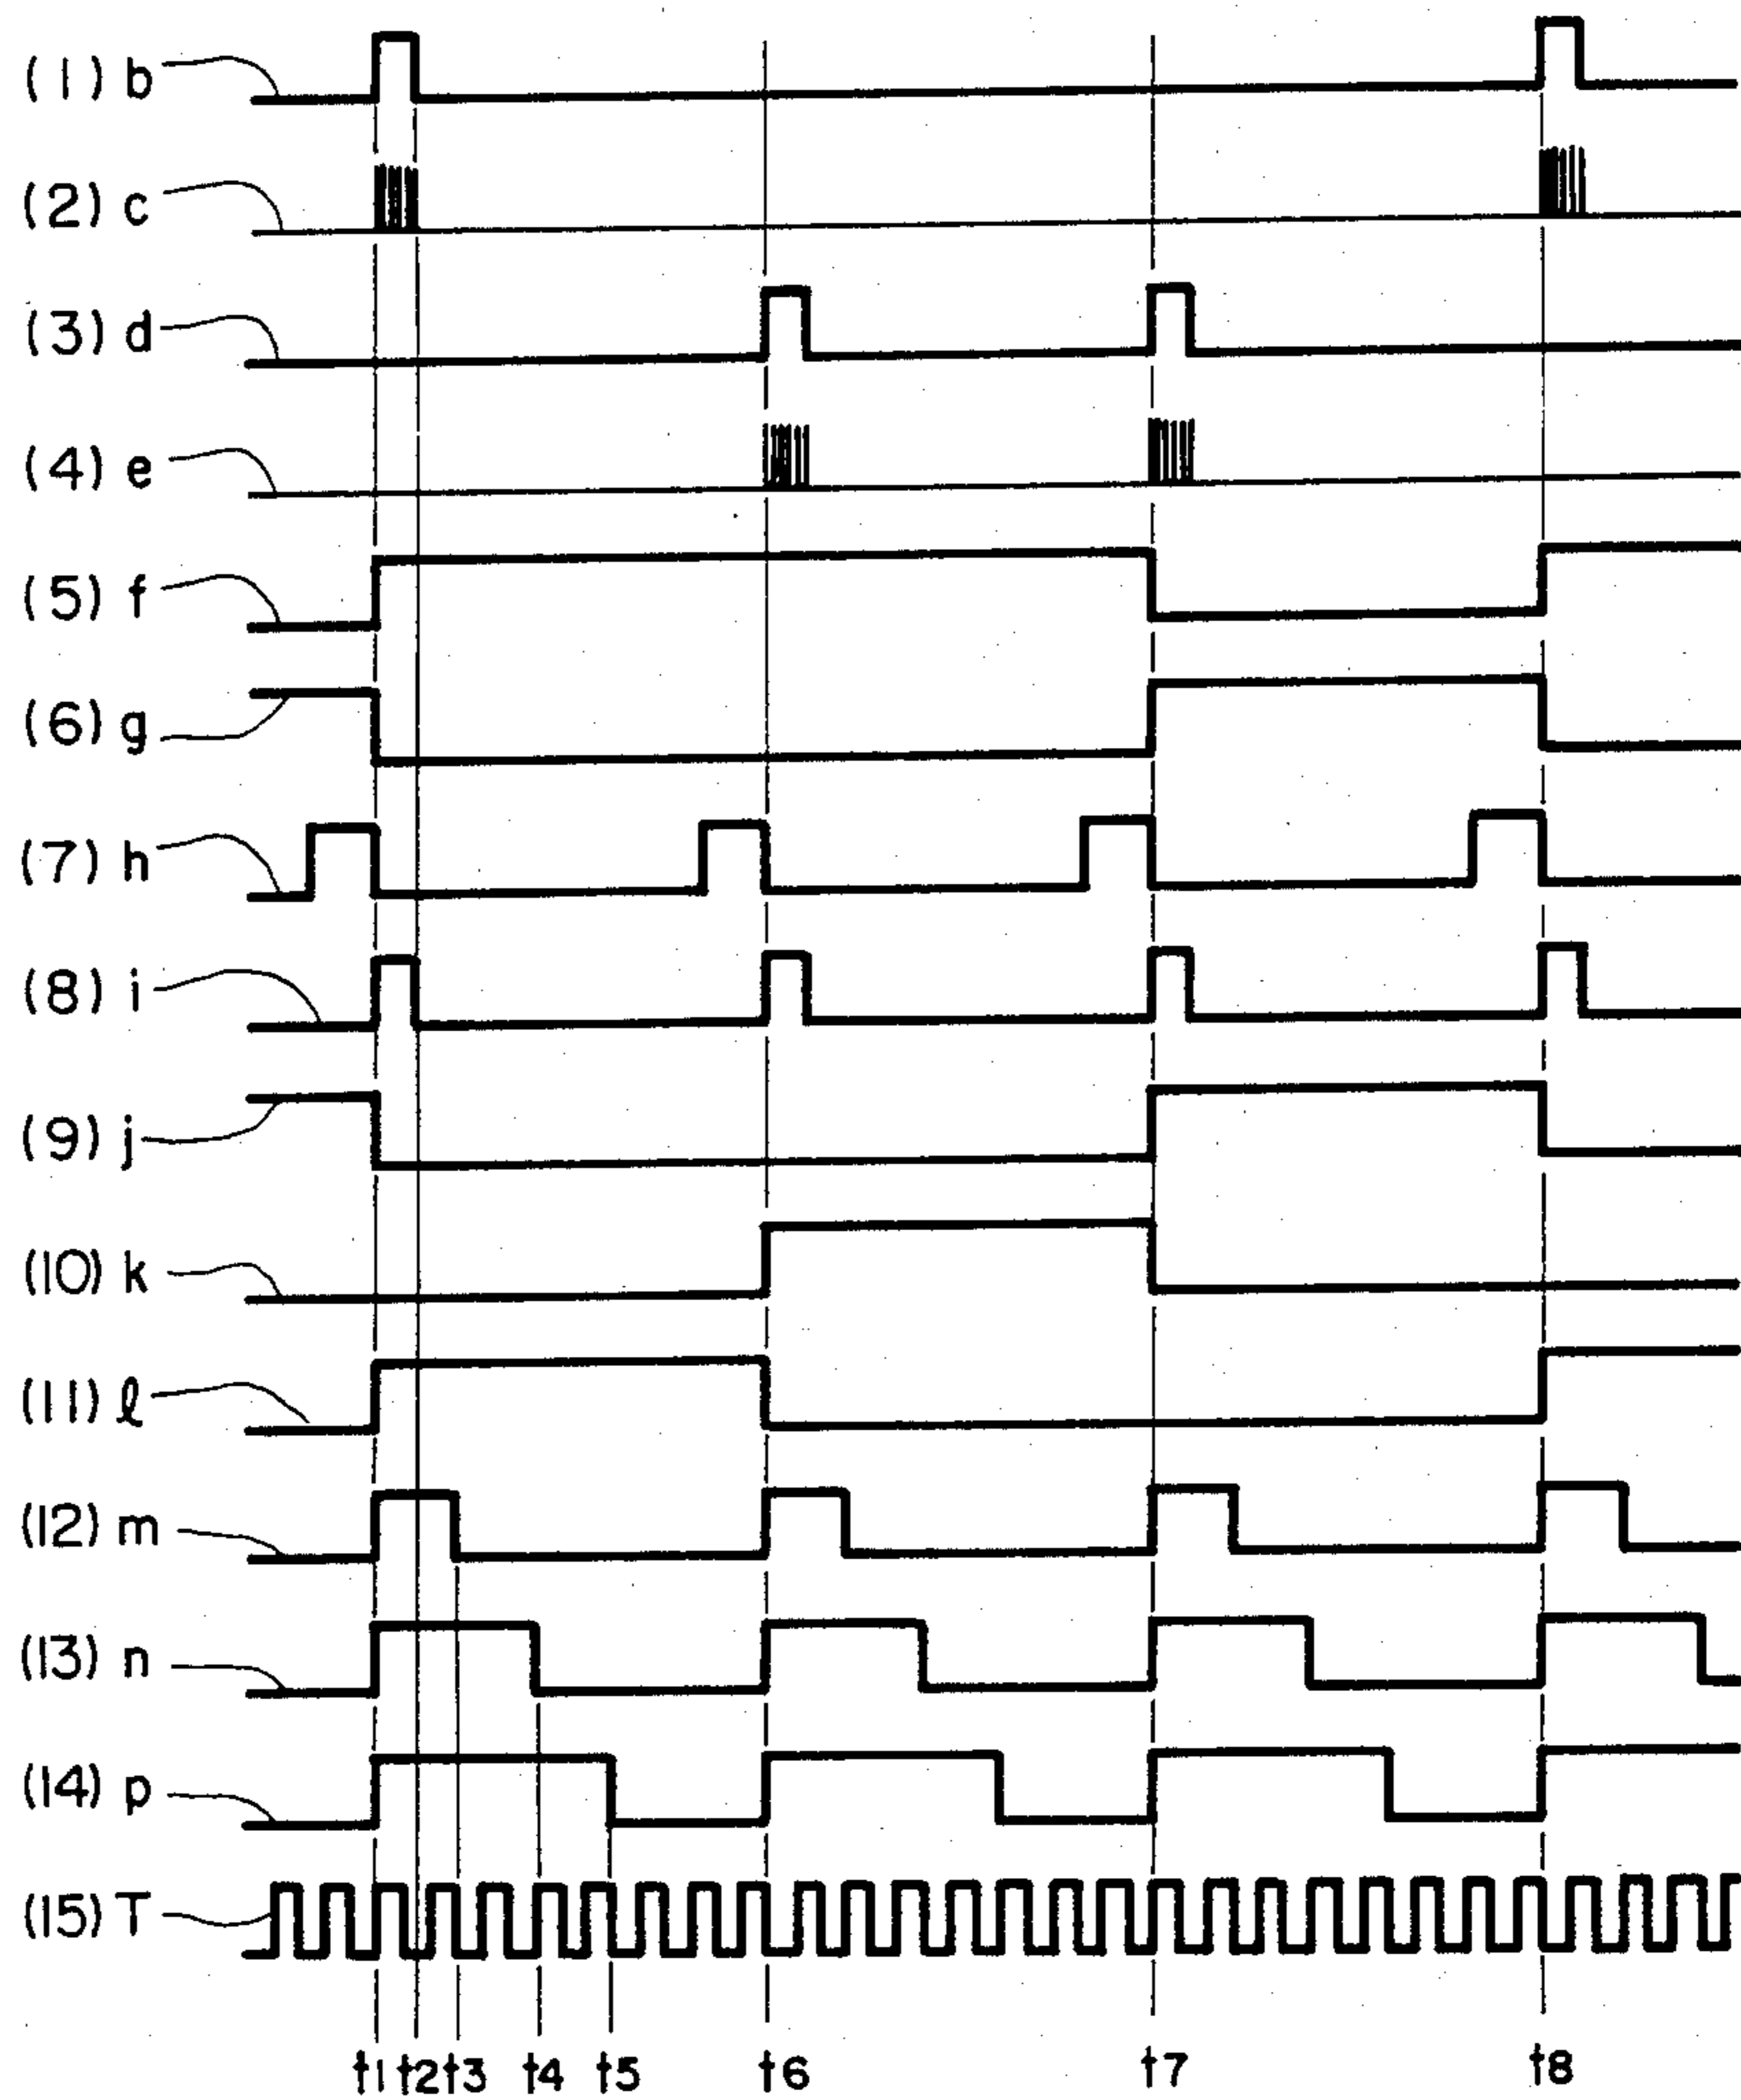 (1) b
(2) c
(3) d
(4) e
(5) f
(6) g
(7) h
(8) i
(9) j
(10) k
(11) ℓ
(12) m
(13) n
(14) p
(15) T
t1 t2 t3 t4 t5 t6 t7 t8